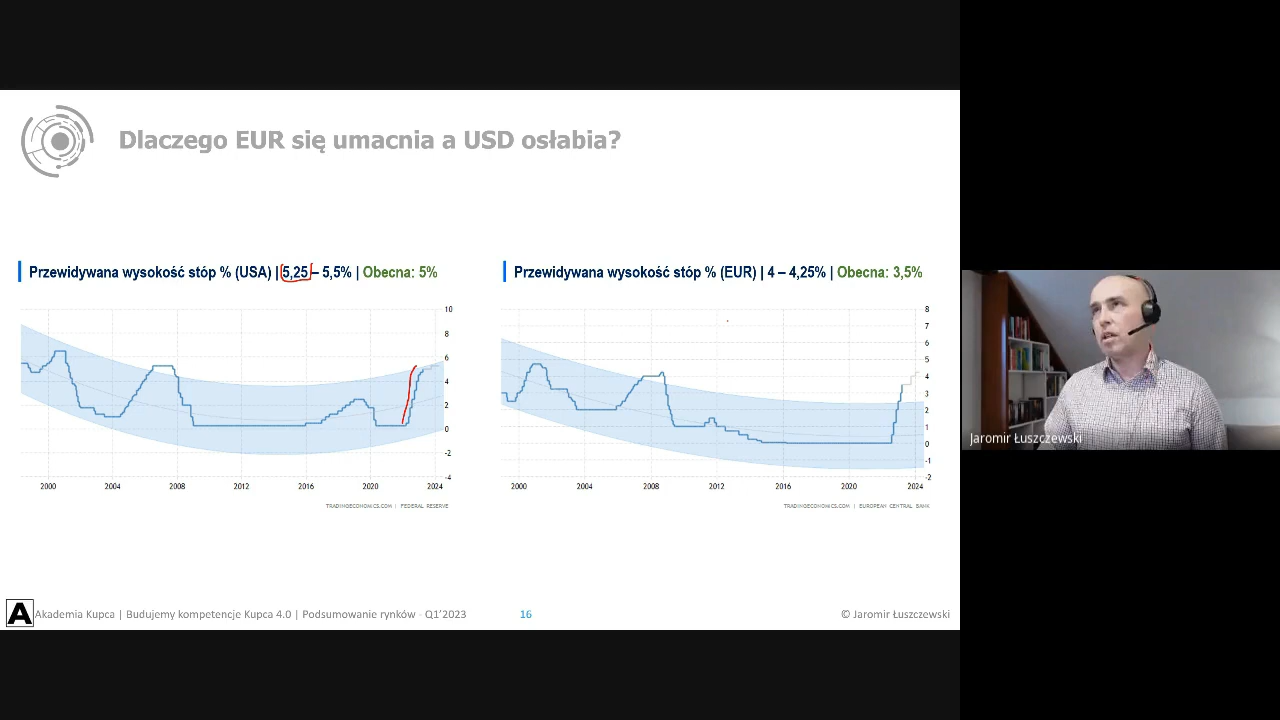 Dlaczego EUR się umacnia a USD osłabia?
Przewidywana wysokość stóp % (USA) | 5,25 – 5,5% | Obecna: 5%
10
8
6
4
2
0
-2
-4
2000 2004 2008 2012 2016 2020 2024
TRADINGECONOMICS.COM | FEDERAL RESERVE
Przewidywana wysokość stóp % (EUR) | 4 – 4,25% | Obecna: 3,5%
8
7
6
5
4
3
2
1
0
-1
-2
2000 2004 2008 2012 2016 2020 2024
TRADINGECONOMICS.COM | EUROPEAN CENTRAL BANK
Jaromir Łuszczewski
A Akademia Kupca | Budujemy kompetencje Kupca 4.0 | Podsumowanie rynków - Q1'2023
16
© Jaromir Łuszczewski